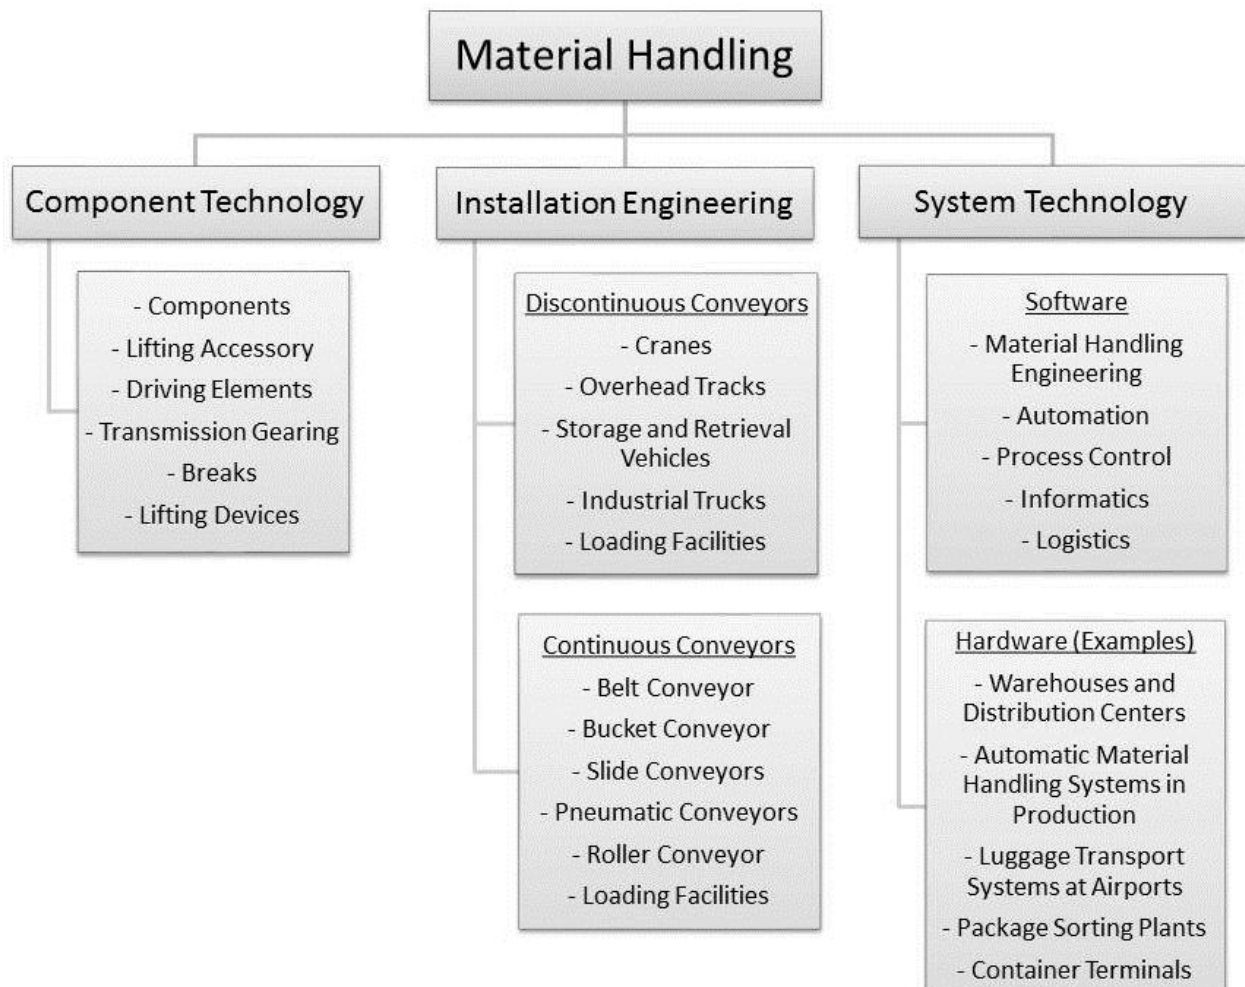 Material Handling
Component Technology
- Components
- Lifting Accessory
- Driving Elements
- Transmission Gearing
- Breaks
- Lifting Devices
Installation Engineering
Discontinuous Conveyors
- Cranes
- Overhead Tracks
- Storage and Retrieval
Vehicles
- Industrial Trucks
- Loading Facilities
Continuous Conveyors
- Belt Conveyor
- Bucket Conveyor
- Slide Conveyors
- Pneumatic Conveyors
- Roller Conveyor
- Loading Facilities
System Technology
Software
- Material Handling
Engineering
- Automation
- Process Control
- Informatics
- Logistics
Hardware (Examples)
- Warehouses and
Distribution Centers
- Automatic Material
Handling Systems in
Production
- Luggage Transport
Systems at Airports
- Package Sorting Plants
- Container Terminals